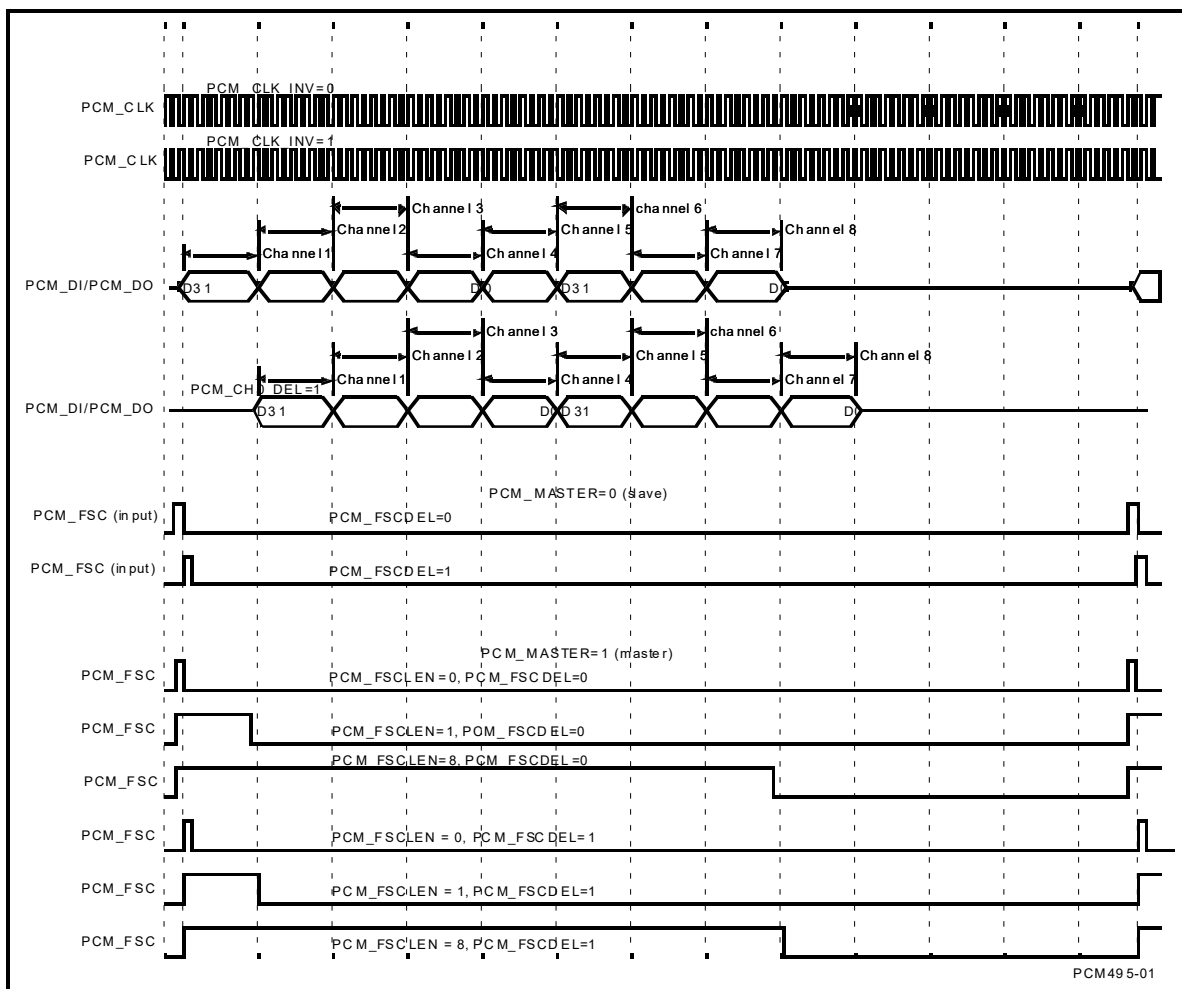 PCM_CLK_INV=0
PCM_CLK
PCM_CLK_INV=1
PCM_CLK
Channel 3 channel 6
Channel 2 Channel 5 Channel 8
Channel 1 Channel 4 Channel 7
PCM_DI/PCM_DO D31 D0 D31 D0
Channel 3 channel 6
Channel 2 Channel 5 Channel 8
PCM_CH0_DEL=1 Channel 1 Channel 4 Channel 7
PCM_DI/PCM_DO D31 D0 D31 D0
PCM_MASTER=0 (slave)
PCM_FSC (input) PCM_FSCDEL=0
PCM_FSC (input) PCM_FSCDEL=1
PCM_MASTER=1 (master)
PCM_FSC PCM_FSCLEN=0, PCM_FSCDEL=0
PCM_FSC PCM_FSCLEN=1, PCM_FSCDEL=0
PCM_FSCLEN=8, PCM_FSCDEL=0
PCM_FSC
PCM_FSC PCM_FSCLEN = 0, PCM_FSCDEL=1
PCM_FSC PCM_FSCLEN = 1, PCM_FSCDEL=1
PCM_FSC PCM_FSCLEN = 8, PCM_FSCDEL=1
PCM495-01